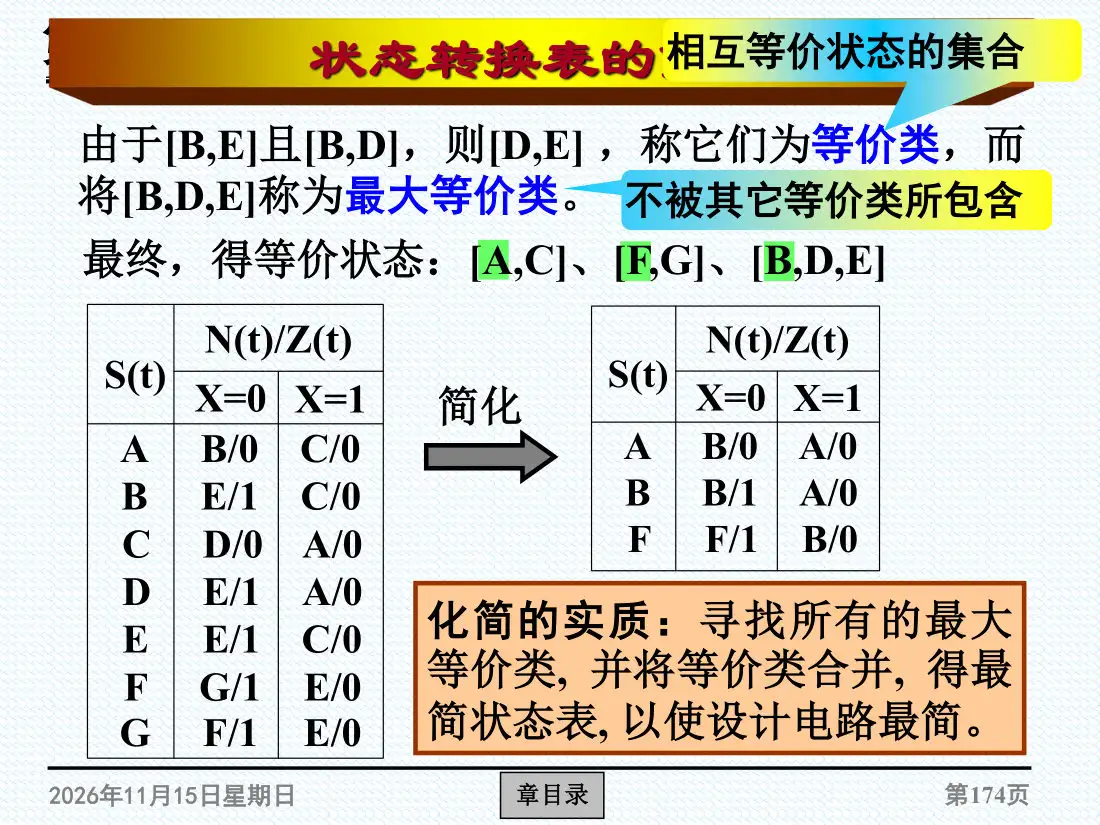 状态转换表的
相互等价状态的集合
由于[B,E]且[B,D]，则[D,E]，称它们为等价类，而
将[B,D,E]称为最大等价类。
不被其它等价类所包含
最终，得等价状态：[A,C]、[F,G]、[B,D,E]
S(t) N(t)/Z(t)
X=0 X=1
A B/0 C/0
B E/1 C/0
C D/0 A/0
D E/1 A/0
E E/1 C/0
F G/1 E/0
G F/1 E/0
简化
S(t) N(t)/Z(t)
X=0 X=1
A B/0 A/0
B B/1 A/0
F F/1 B/0
化简的实质：寻找所有的最大
等价类, 并将等价类合并, 得最
简状态表, 以使设计电路最简。
2026年11月15日星期日
章目录
第174页